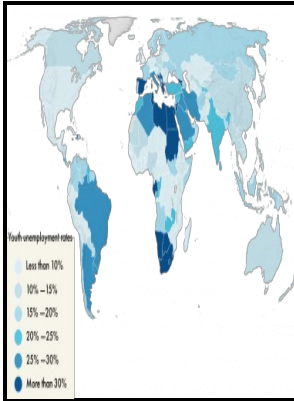 Youth unemployment rates
Less than 10%
10% —15%
15% —20%
20% —25%
25% —30%
More than 30%